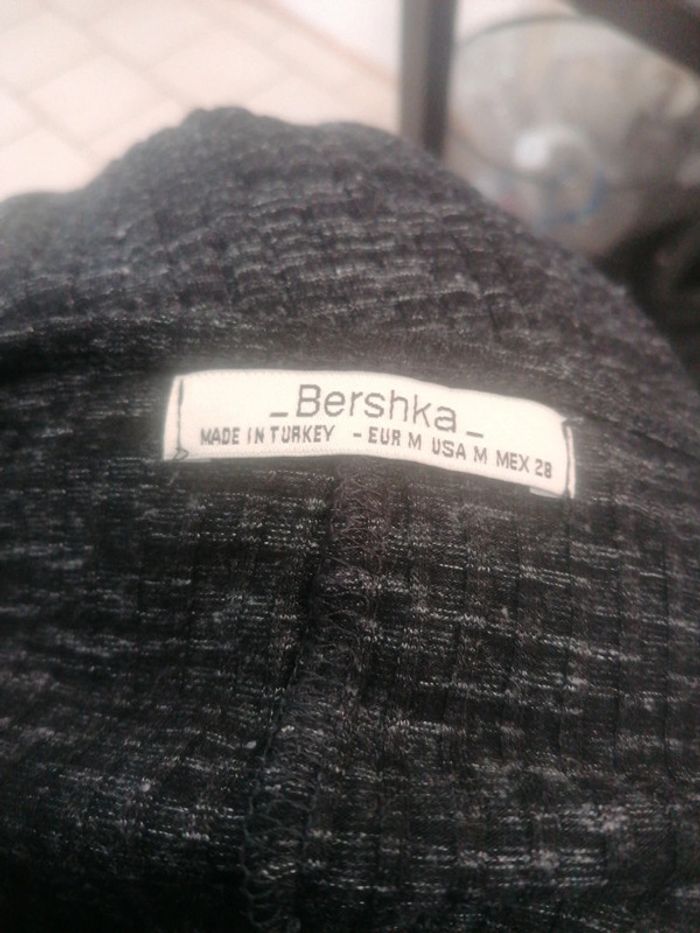 _Bershka_
MADE IN TURKEY - EUR M USA M MEX 28